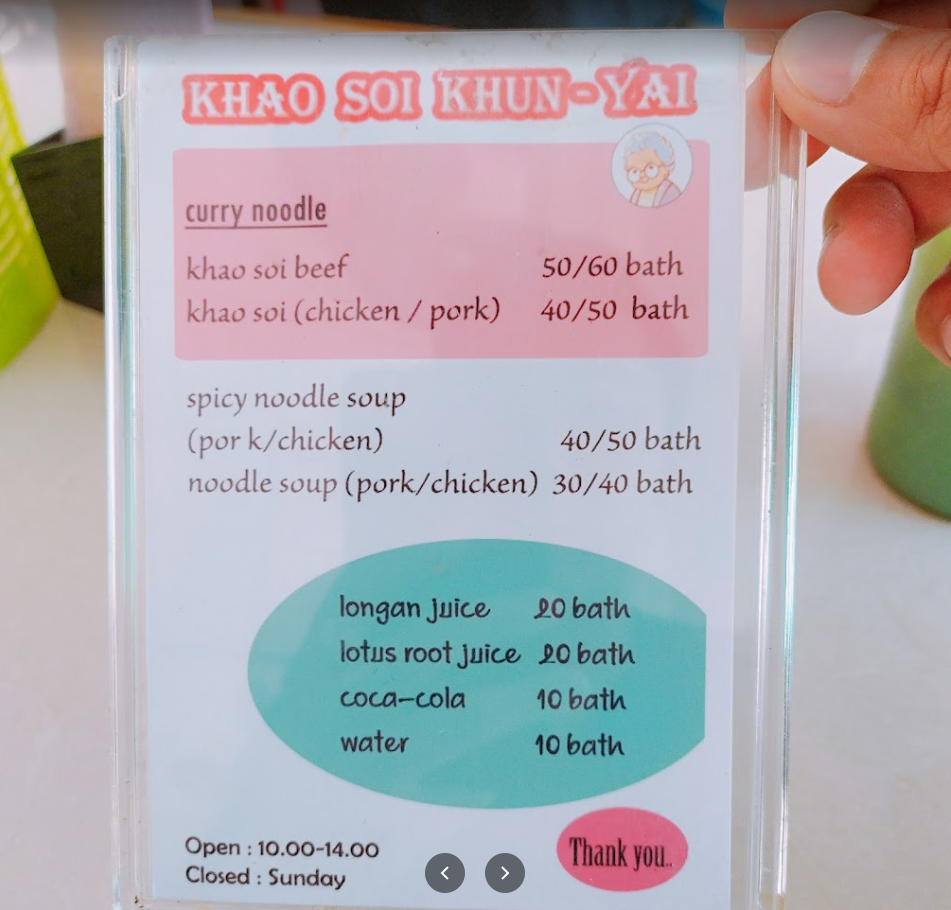 KHAO SOI KHUN-YAI
curry noodle
khao soi beef 50/60 bath
khao soi (chicken / pork) 40/50 bath
spicy noodle soup
(por k/chicken) 40/50 bath
noodle soup (pork/chicken) 30/40 bath
longan juice 20 bath
lotus root juice 20 bath
coca-cola 10 bath
water 10 bath
Open : 10.00-14.00
Closed : Sunday
Thank you..